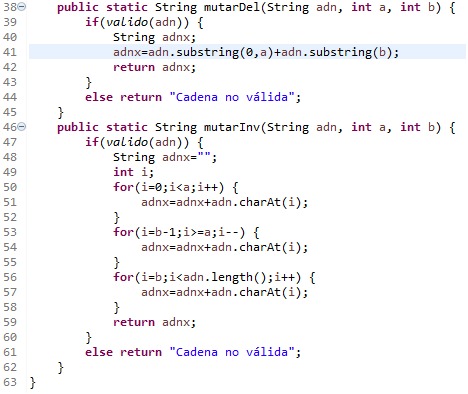 38 public static String mutarDel(String adn, int a, int b) {
39 if(valido(adn)) {
40 String adnx;
41 adnx=adn.substring(0,a)+adn.substring(b);
42 return adnx;
43 }
44 else return "Cadena no válida";
45 }
46 public static String mutarInv(String adn, int a, int b) {
47 if(valido(adn)) {
48 String adnx="";
49 int i;
50 for(i=0;i<a;i++) {
51 adnx=adnx+adn.charAt(i);
52 }
53 for(i=b-1;i>=a;i--) {
54 adnx=adnx+adn.charAt(i);
55 }
56 for(i=b;i<adn.length();i++) {
57 adnx=adnx+adn.charAt(i);
58 }
59 return adnx;
60 }
61 else return "Cadena no válida";
62 }
63 }